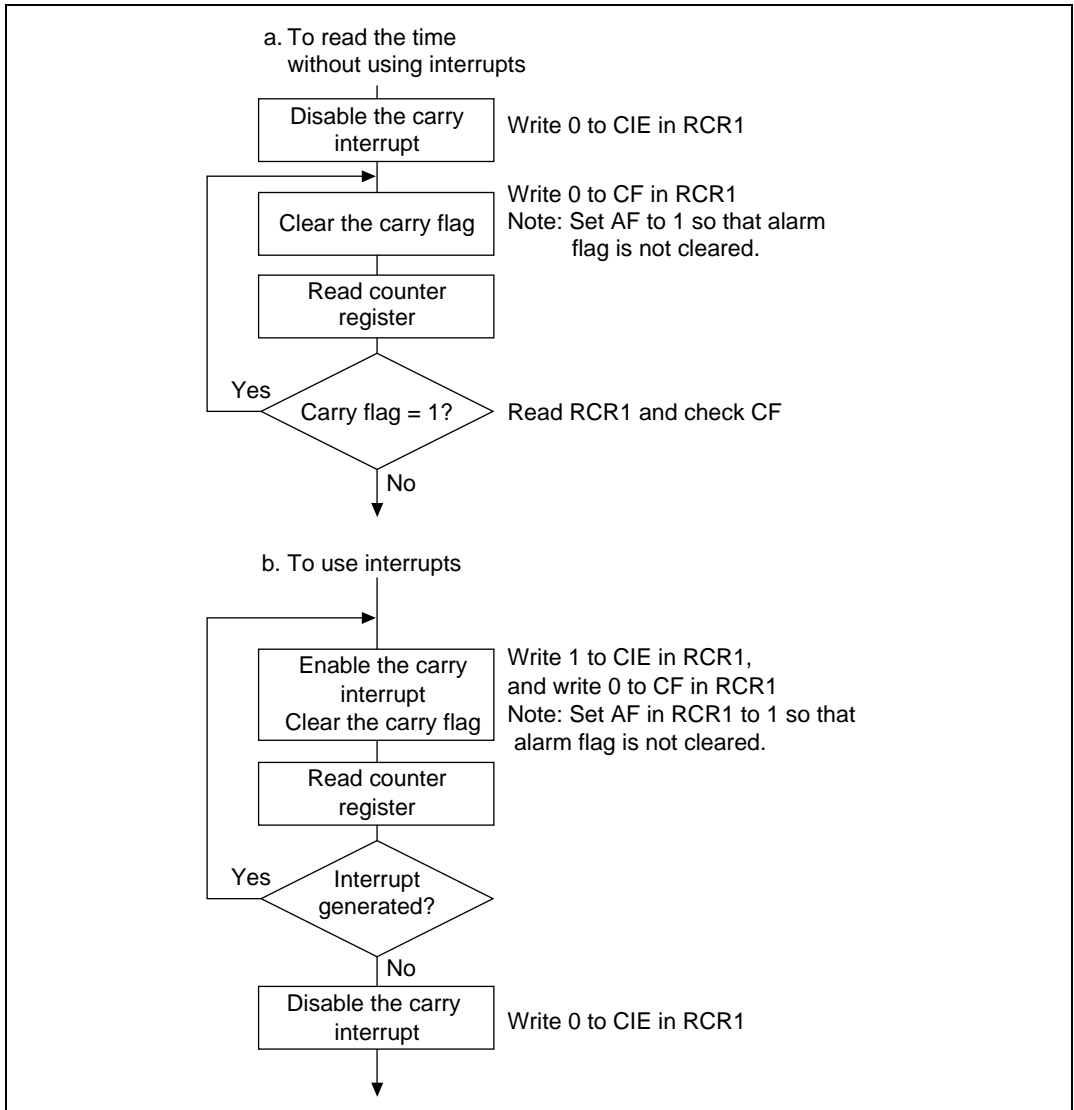 a. To read the time
without using interrupts
Disable the carry
interrupt
Write 0 to CIE in RCR1
Clear the carry flag
Write 0 to CF in RCR1
Note: Set AF to 1 so that alarm
flag is not cleared.
Read counter
register
Yes
Carry flag = 1?
Read RCR1 and check CF
No
b. To use interrupts
Enable the carry
interrupt
Clear the carry flag
Write 1 to CIE in RCR1,
and write 0 to CF in RCR1
Note: Set AF in RCR1 to 1 so that
alarm flag is not cleared.
Read counter
register
Yes
Interrupt
generated?
No
Disable the carry
interrupt
Write 0 to CIE in RCR1